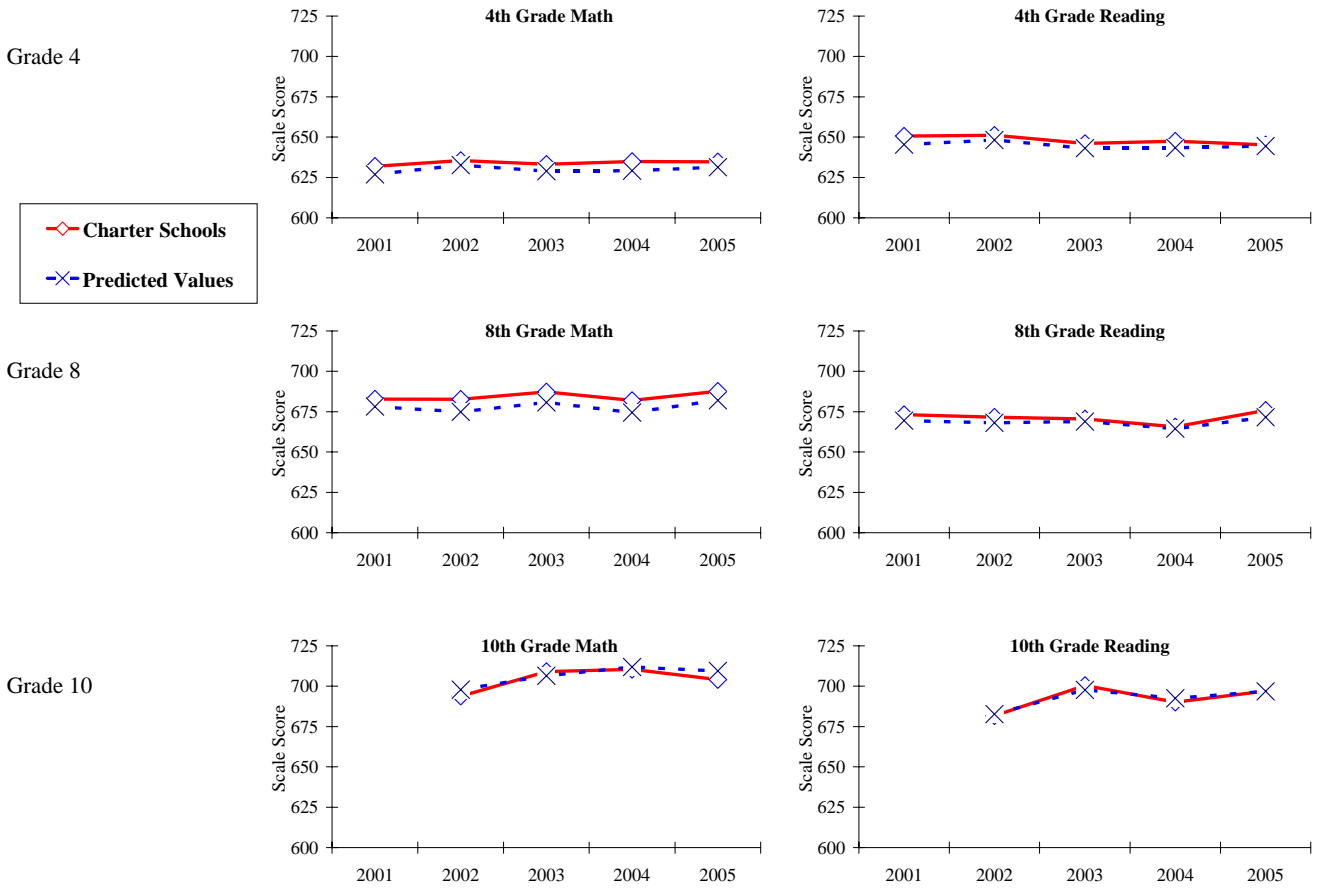 Grade 4
4th Grade Math
725
700
675
650
625
600
Scale Score
2001 2002 2003 2004 2005
4th Grade Reading
725
700
675
650
625
600
Scale Score
2001 2002 2003 2004 2005
Charter Schools
Predicted Values
Grade 8
8th Grade Math
725
700
675
650
625
600
Scale Score
2001 2002 2003 2004 2005
8th Grade Reading
725
700
675
650
625
600
Scale Score
2001 2002 2003 2004 2005
Grade 10
10th Grade Math
725
700
675
650
625
600
Scale Score
2001 2002 2003 2004 2005
10th Grade Reading
725
700
675
650
625
600
Scale Score
2001 2002 2003 2004 2005